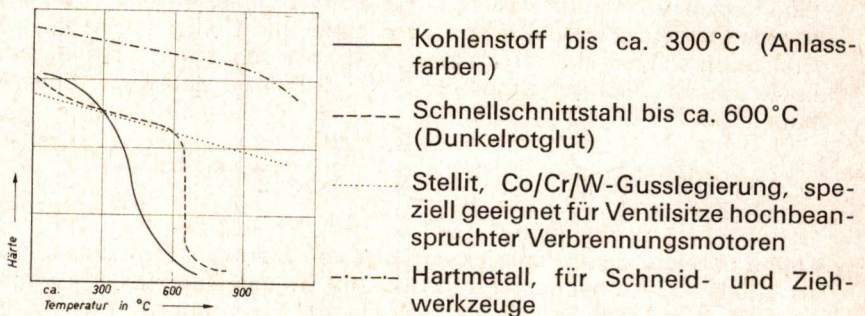 Härte
ca. 300 600 900
Temperatur in °C
Kohlenstoff bis ca. 300°C (Anlass-
farben)
Schnellschnittstahl bis ca. 600°C
(Dunkelrotglut)
Stellit, Co/Cr/W-Gusslegierung, spe-
ziell geeignet für Ventilsitze hochbean-
spruchter Verbrennungsmotoren
Hartmetall, für Schneid- und Zieh-
werkzeuge